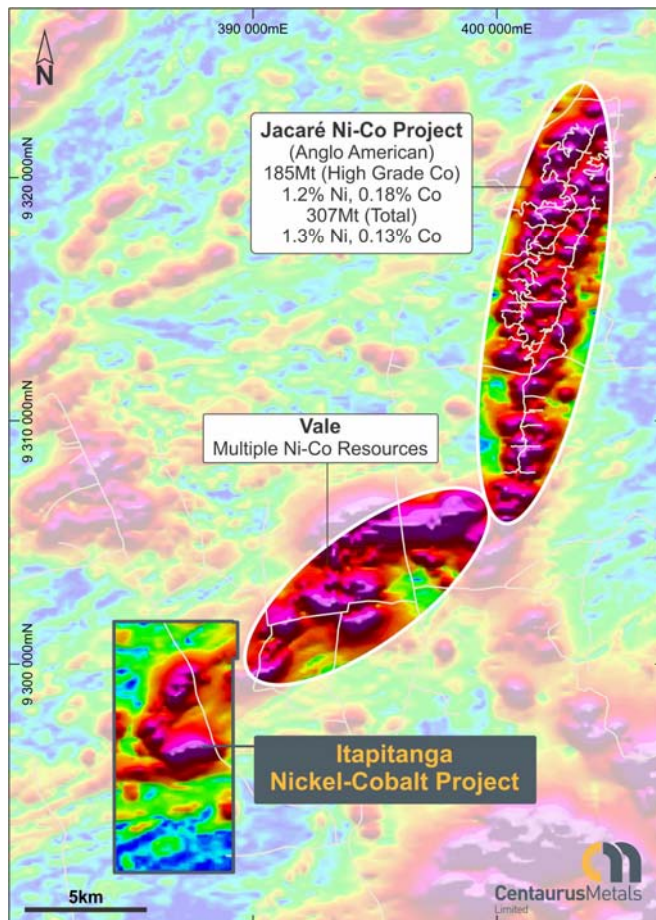 390 000mE
400 000mE
N
Jacaré Ni-Co Project
(Anglo American)
185Mt (High Grade Co)
1.2% Ni, 0.18% Co
307Mt (Total)
1.3% Ni, 0.13% Co
9 320 000mN
9 310 000mN
Vale
Multiple Ni-Co Resources
9 300 000mN
Itapitanga
Nickel-Cobalt Project
5km
CentaurusMetals
Limited